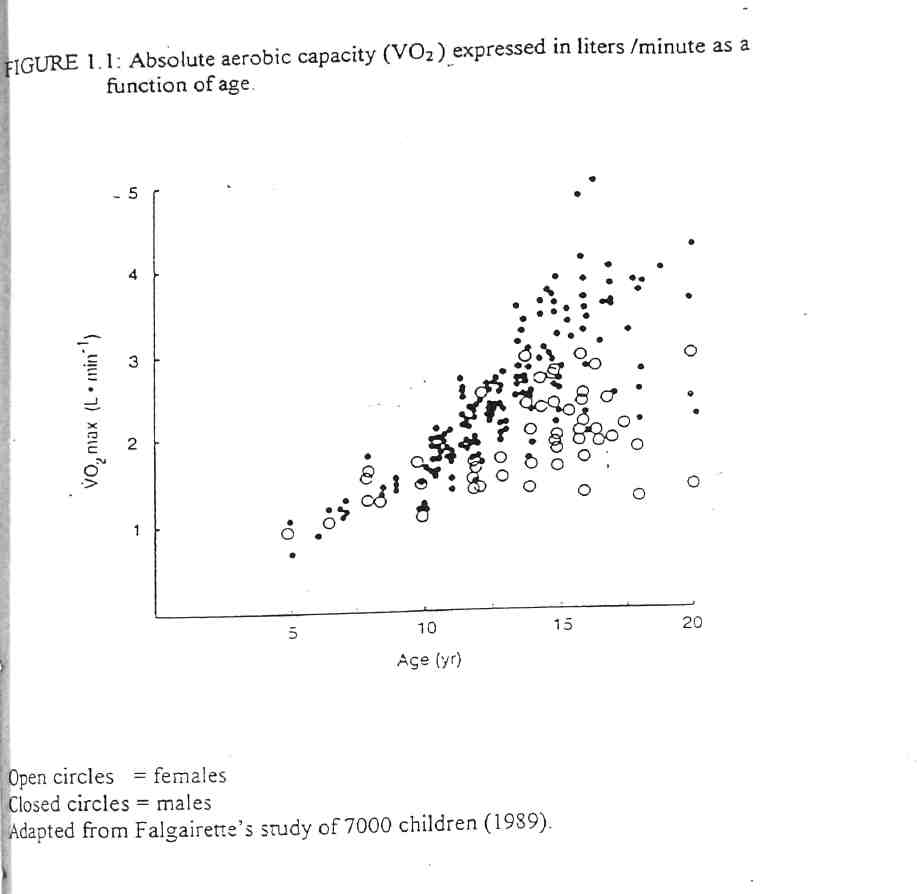 FIGURE 1.1: Absolute aerobic capacity (VO₂) expressed in liters /minute as a
function of age.
5
4
3
2
1
V̇O₂ max (L • min⁻¹)
5 10 15 20
Age (yr)
Open circles = females
Closed circles = males
Adapted from Falgairette's study of 7000 children (1989).